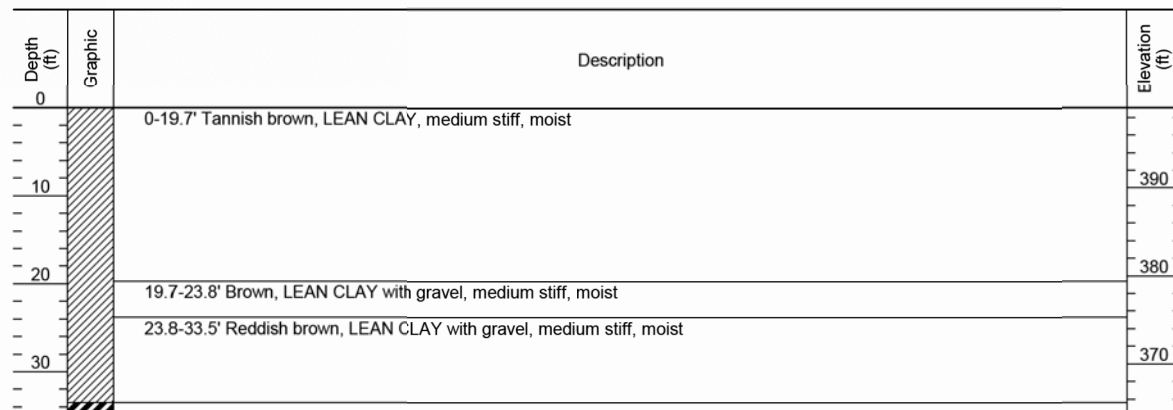 Depth
(ft)
Graphic
Description
Elevation
(ft)
0
0-19.7' Tannish brown, LEAN CLAY, medium stiff, moist
10
390
20
380
19.7-23.8' Brown, LEAN CLAY with gravel, medium stiff, moist
23.8-33.5' Reddish brown, LEAN CLAY with gravel, medium stiff, moist
30
370